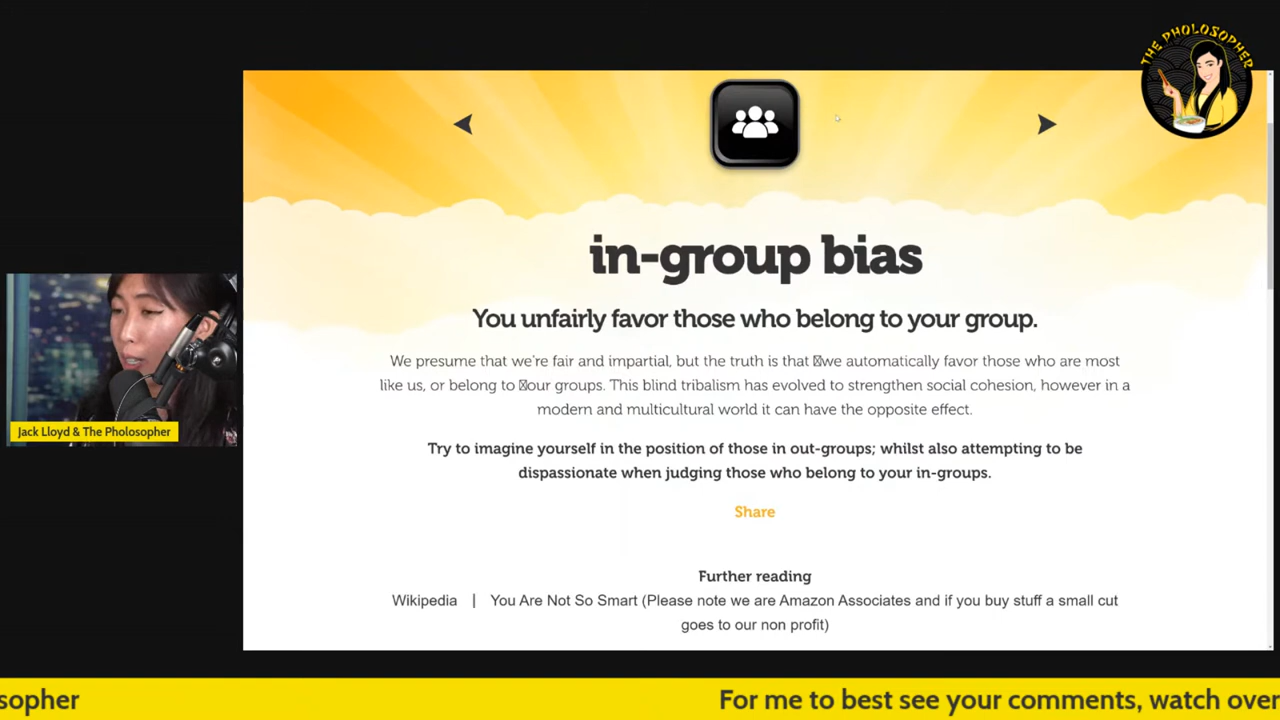 THE PHOLOSOPHER
in-group bias
You unfairly favor those who belong to your group.
We presume that we're fair and impartial, but the truth is that we automatically favor those who are most
like us, or belong to our groups. This blind tribalism has evolved to strengthen social cohesion, however in a
modern and multicultural world it can have the opposite effect.
Try to imagine yourself in the position of those in out-groups; whilst also attempting to be
dispassionate when judging those who belong to your in-groups.
Share
Further reading
Wikipedia | You Are Not So Smart (Please note we are Amazon Associates and if you buy stuff a small cut
goes to our non profit)
Jack Lloyd & The Pholosopher
sopher
For me to best see your comments, watch over